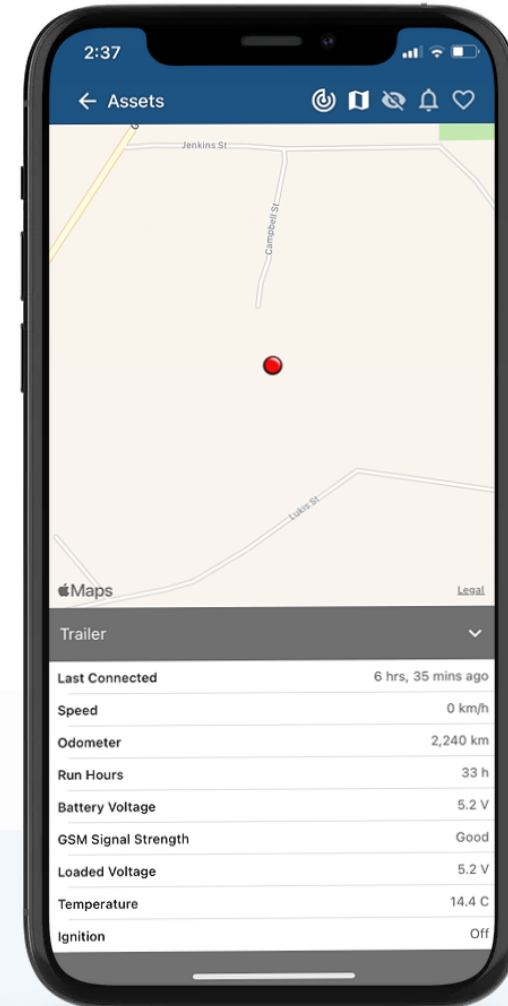 2:37
Assets
G
Jenkins St
Campbell St
Lukis St
Maps
Legal
Trailer
Last Connected 6 hrs, 35 mins ago
Speed 0 km/h
Odometer 2,240 km
Run Hours 33 h
Battery Voltage 5.2 V
GSM Signal Strength Good
Loaded Voltage 5.2 V
Temperature 14.4 C
Ignition Off